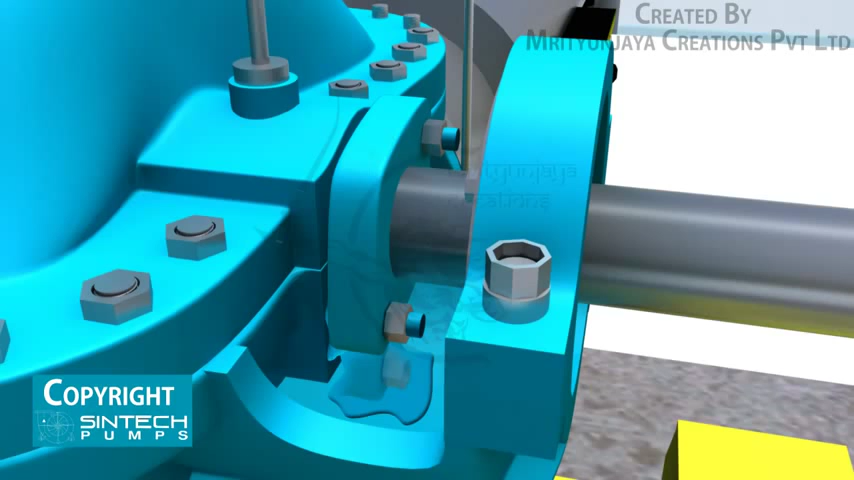 CREATED BY
MRITYUNJAYA CREATIONS PVT LTD
COPYRIGHT
SINTECH
PUMPS